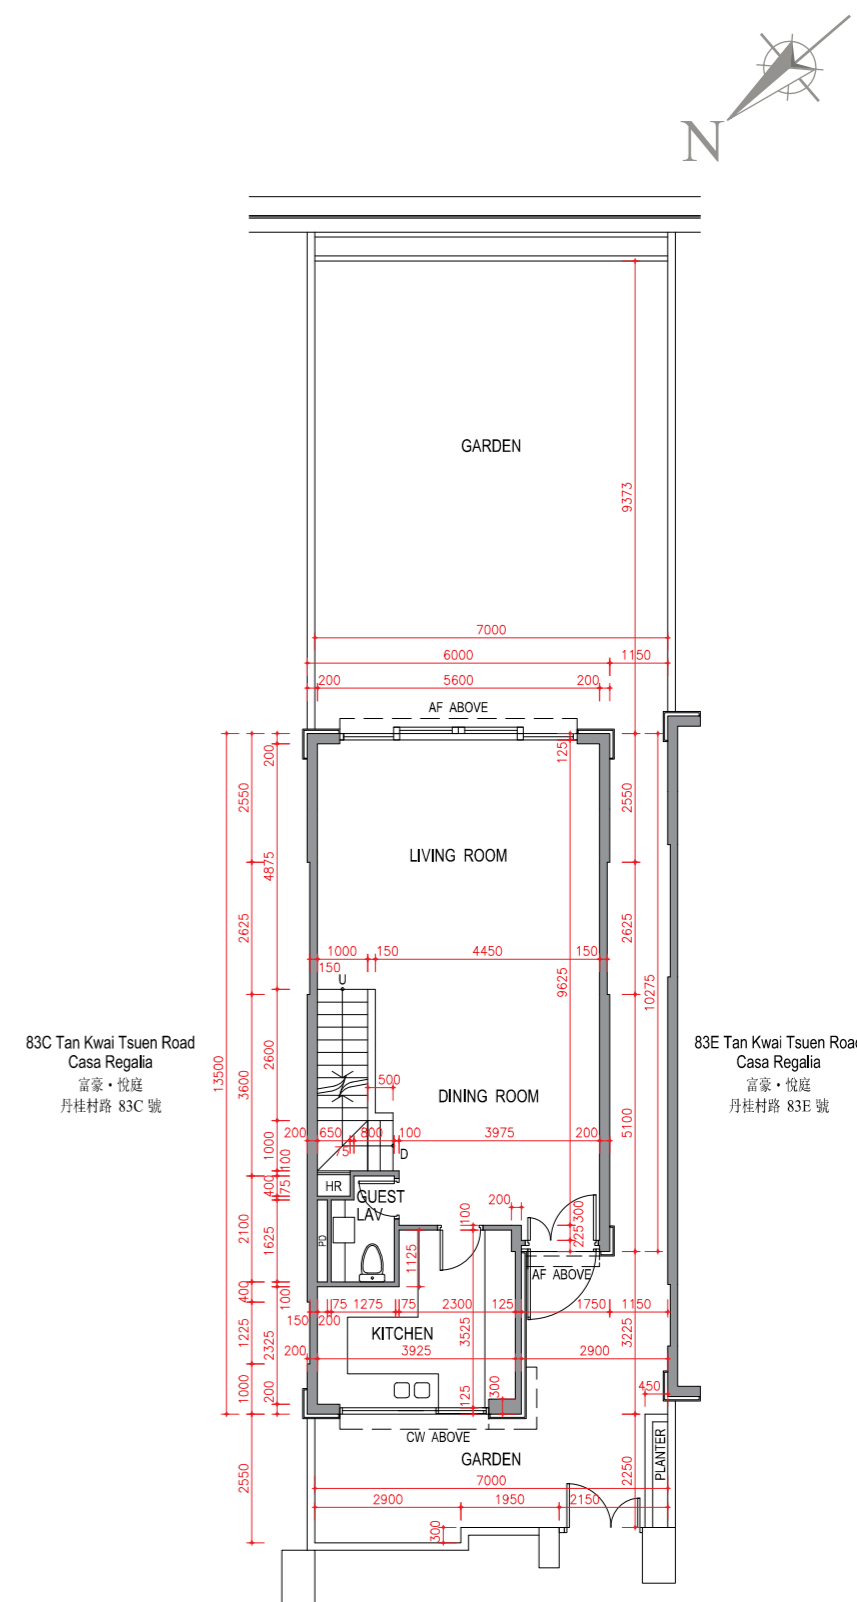 N
GARDEN
9373
7000
6000 1150
200 5600 200
AF ABOVE
200 125
2550 2550
4875
LIVING ROOM
2625 2625
1000 150 4450 150
150
9625
10275
U
83C Tan Kwai Tsuen Road
Casa Regalia
富豪・悅庭
丹桂村路 83C 號
83E Tan Kwai Tsuen Road
Casa Regalia
富豪・悅庭
丹桂村路 83E 號
13500
3600
2600
500
DINING ROOM
5100
200 650 800 100 3975 200
75
D
1000
100
HR
400
75
GUEST
LAV
200
100
300
225
2100
1625
PD
1125
AF ABOVE
400
100
75 1275 75 2300 125 1750 1150
150 200
KITCHEN
3525
3225
1225
2325
200 3925 2900
1000
200
125
300
450
CW ABOVE
GARDEN
PLANTER
2550
2250
7000
2900 1950 2150
300